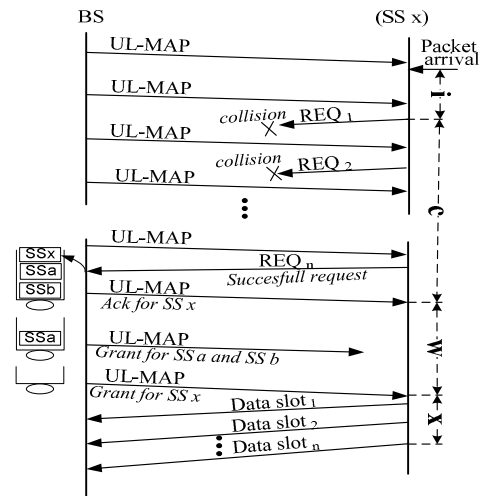 BS
(SS x)
UL-MAP
Packet
arrival
i
UL-MAP
collision
REQ 1
UL-MAP
collision
REQ 2
UL-MAP
c
UL-MAP
SSx
SSa
SSb
REQ n
Succesfull request
UL-MAP
Ack for SS x
w
SSa
UL-MAP
Grant for SS a and SS b
UL-MAP
Grant for SS x
Data slot 1
x
Data slot 2
Data slot n